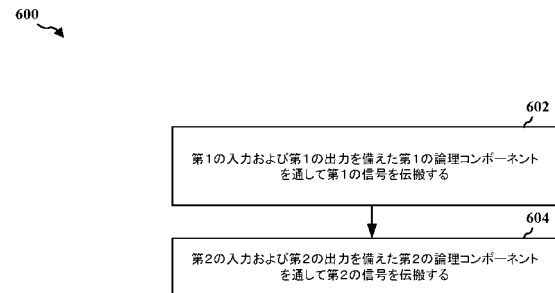 600
602
第1の入力および第1の出力を備えた第1の論理コンポーネント
を通して第1の信号を伝搬する
604
第2の入力および第2の出力を備えた第2の論理コンポーネント
を通して第2の信号を伝搬する